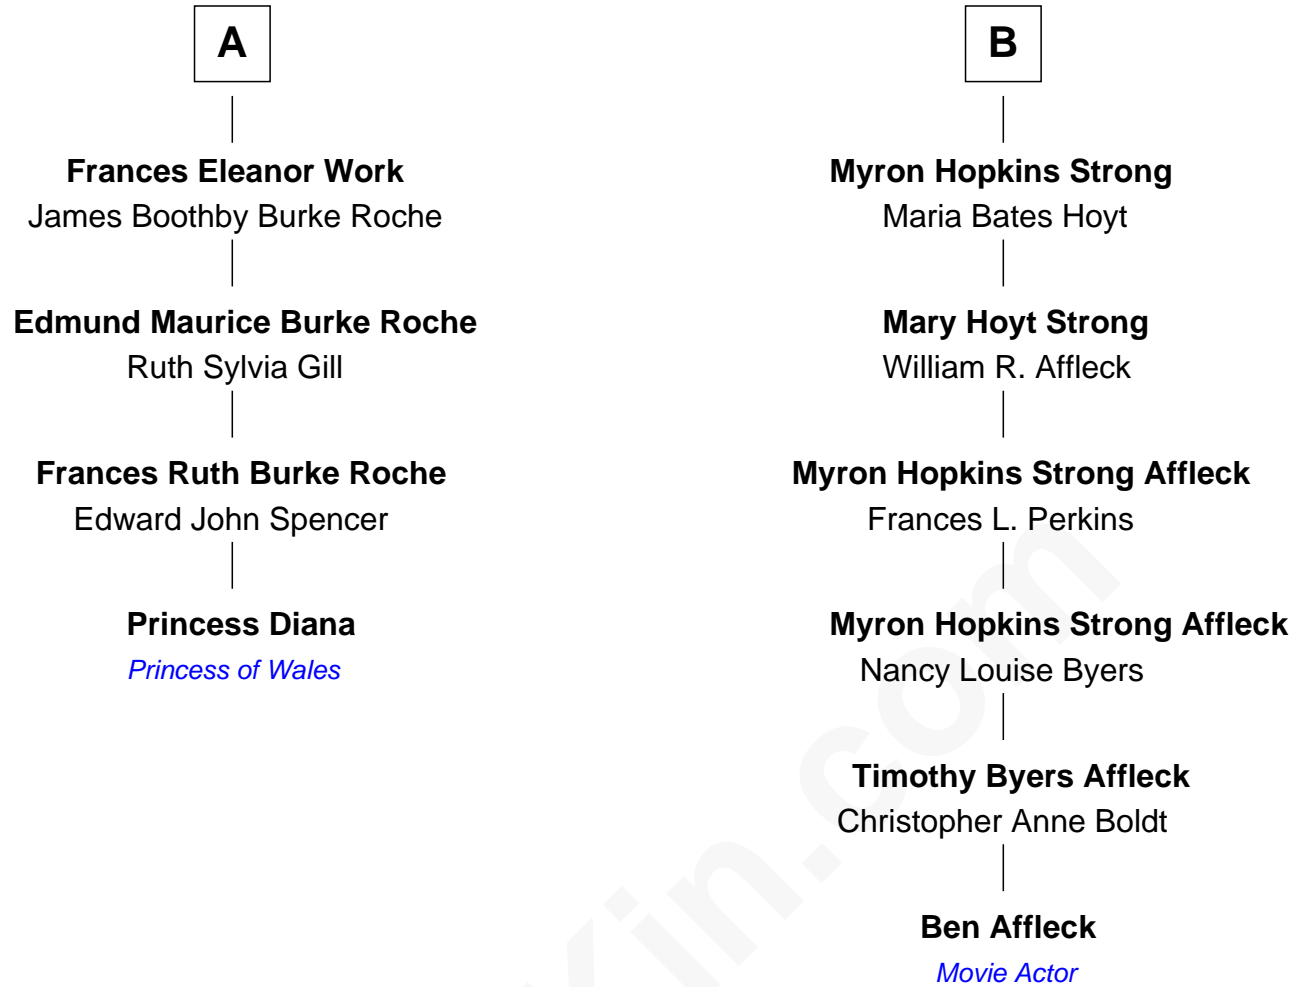 A
Frances Eleanor Work
James Boothby Burke Roche
Edmund Maurice Burke Roche
Ruth Sylvia Gill
Frances Ruth Burke Roche
Edward John Spencer
Princess Diana
Princess of Wales
B
Myron Hopkins Strong
Maria Bates Hoyt
Mary Hoyt Strong
William R. Affleck
Myron Hopkins Strong Affleck
Frances L. Perkins
Myron Hopkins Strong Affleck
Nancy Louise Byers
Timothy Byers Affleck
Christopher Anne Boldt
Ben Affleck
Movie Actor
Kin.com